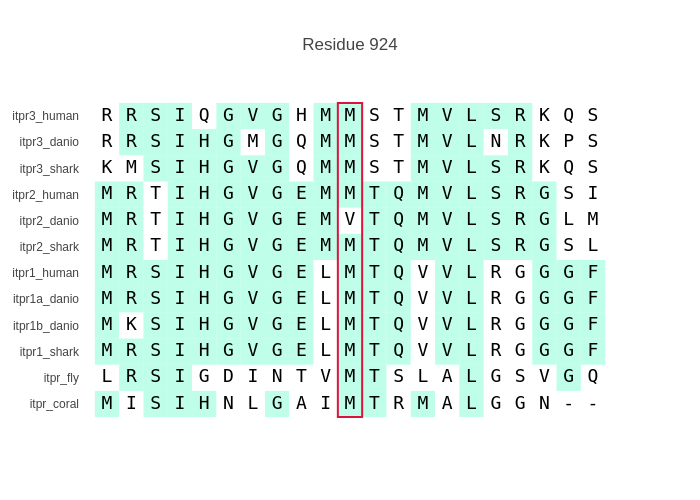 Residue 924
itpr3_human R R S I Q G V G H M M S T M V L S R K Q S
itpr3_danio R R S I H G M G Q M M S T M V L N R K P S
itpr3_shark K M S I H G V G Q M M S T M V L S R K Q S
itpr2_human M R T I H G V G E M M T Q M V L S R G S I
itpr2_danio M R T I H G V G E M V T Q M V L S R G L M
itpr2_shark M R T I H G V G E M M T Q M V L S R G S L
itpr1_human M R S I H G V G E L M T Q V V L R G G G F
itpr1a_danio M R S I H G V G E L M T Q V V L R G G G F
itpr1b_danio M K S I H G V G E L M T Q V V L R G G G F
itpr1_shark M R S I H G V G E L M T Q V V L R G G G F
itpr_fly L R S I G D I N T V M T S L A L G S V G Q
itpr_coral M I S I H N L G A I M T R M A L G G N - -